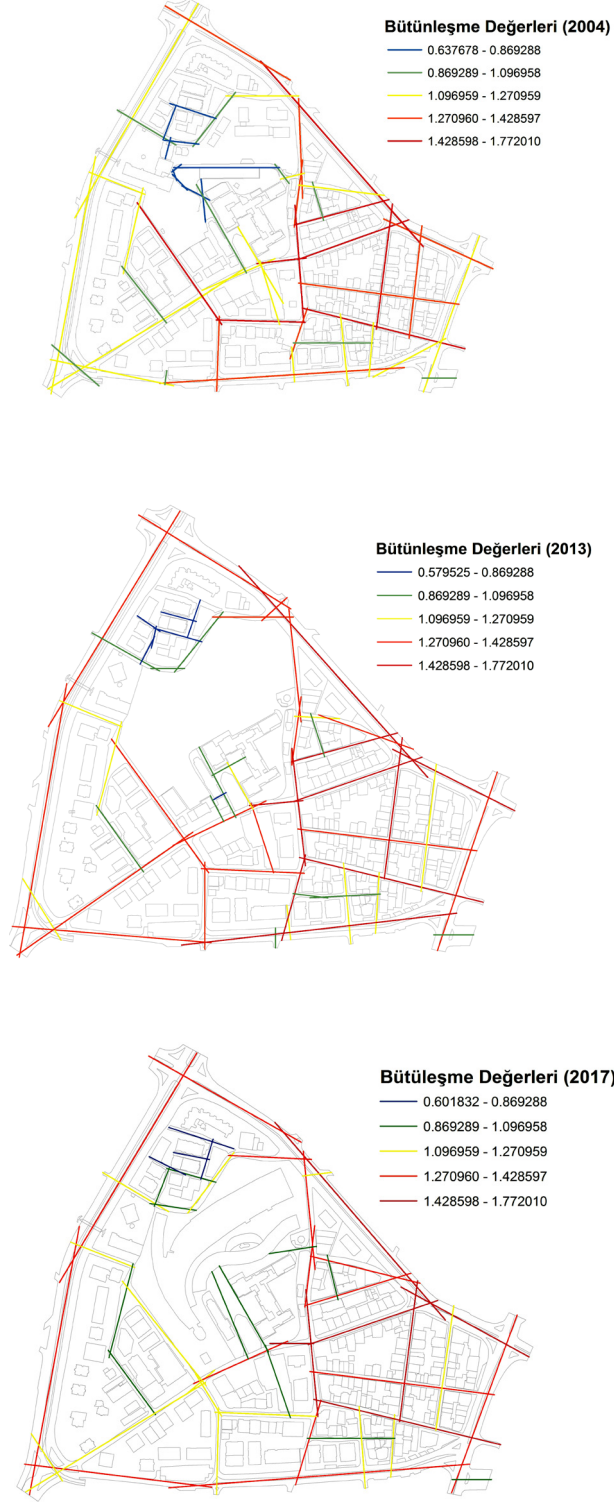 Bütünleşme Değerleri (2004)
0.637678 - 0.869288
0.869289 - 1.096958
1.096959 - 1.270959
1.270960 - 1.428597
1.428598 - 1.772010
Bütünleşme Değerleri (2013)
0.579525 - 0.869288
0.869289 - 1.096958
1.096959 - 1.270959
1.270960 - 1.428597
1.428598 - 1.772010
Bütüleşme Değerleri (2017)
0.601832 - 0.869288
0.869289 - 1.096958
1.096959 - 1.270959
1.270960 - 1.428597
1.428598 - 1.772010